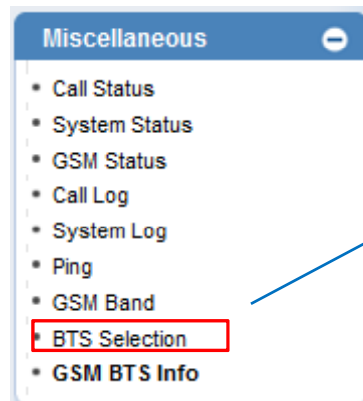 Miscellaneous
Call Status
System Status
GSM Status
Call Log
System Log
Ping
GSM Band
BTS Selection
GSM BTS Info